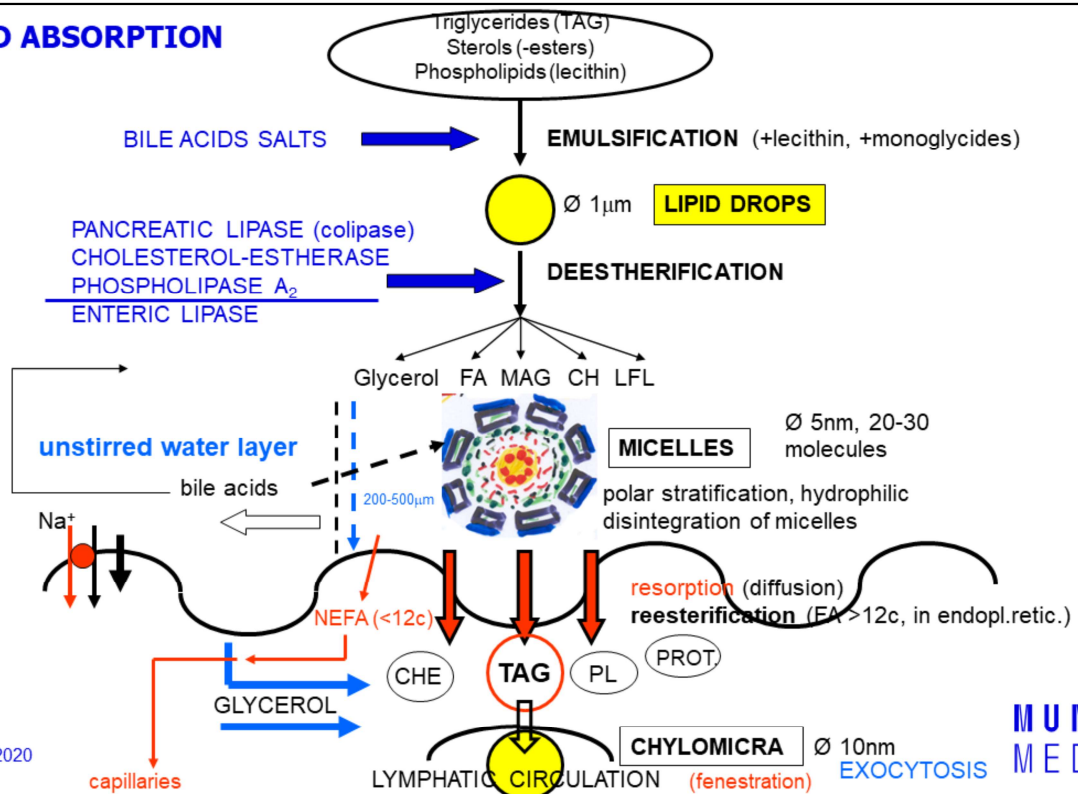 D ABSORPTION
Triglycerides (TAG)
Sterols (-esters)
Phospholipids (lecithin)
BILE ACIDS SALTS
EMULSIFICATION (+lecithin, +monoglycides)
Ø 1μm
LIPID DROPS
PANCREATIC LIPASE (colipase)
CHOLESTEROL-ESTHERASE
PHOSPHOLIPASE A₂
ENTERIC LIPASE
DEESTHERIFICATION
Glycerol FA MAG CH LFL
unstirred water layer
MICELLES
Ø 5nm, 20-30
molecules
bile acids
200-500μm
polar stratification, hydrophilic
disintegration of micelles
Na⁺
resorption (diffusion)
reesterification (FA >12c, in endopl.retic.)
NEFA (<12c)
CHE
TAG
PL
PROT.
GLYCEROL
CHYLOMICRA
Ø 10nm
EXOCYTOSIS
LYMPHATIC CIRCULATION
(fenestration)
capillaries
2020
MUN
MED